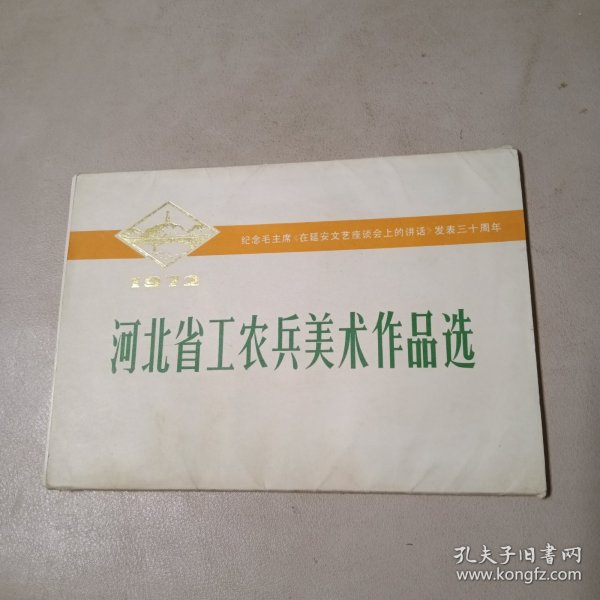 纪念毛主席《在延安文艺座谈会上的讲话》发表三十周年
1972
河北省工农兵美术作品选
孔夫子旧书网
www.kongfz.com